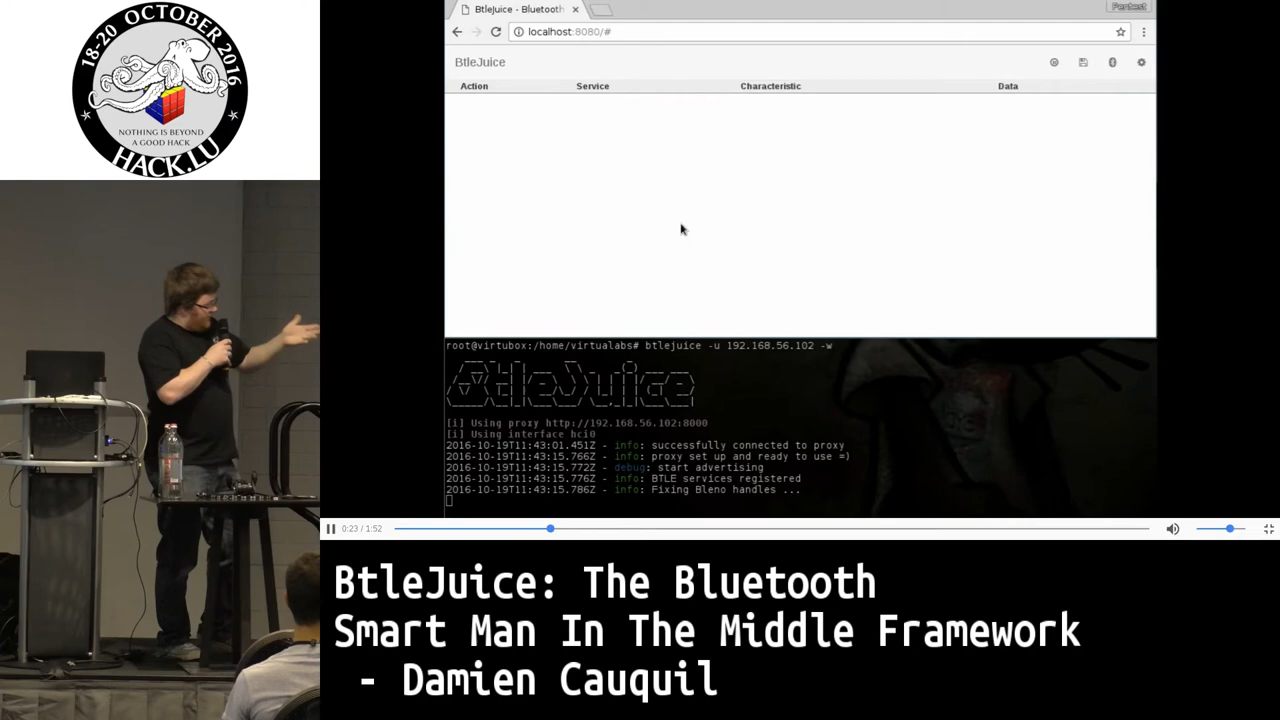 18-20 OCTOBER 2016
NOTHING IS BEYOND
A GOOD HACK
HACK.LU
BtleJuice - Bluetooth
Pentest
localhost:8080/#
BtleJuice
Action Service Characteristic Data
root@virtubox:/home/virtualabs# btlejuice -u 192.168.56.102 -w
BtleJuice
[i] Using proxy http://192.168.56.102:8000
[i] Using interface hci0
2016-10-19T11:43:01.451Z - info: successfully connected to proxy
2016-10-19T11:43:15.766Z - info: proxy set up and ready to use =)
2016-10-19T11:43:15.772Z - debug: start advertising
2016-10-19T11:43:15.776Z - info: BTLE services registered
2016-10-19T11:43:15.786Z - info: Fixing Bleno handles ...
0:23 / 1:52
BtleJuice: The Bluetooth
Smart Man In The Middle Framework
- Damien Cauquil